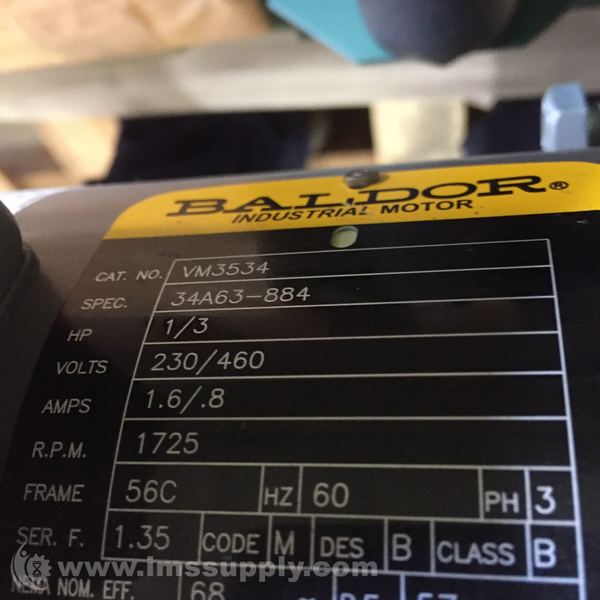 BALDOR®
INDUSTRIAL MOTOR
CAT. NO. VM3534
SPEC. 34A63-884
HP 1/3
VOLTS 230/460
AMPS 1.6/.8
R.P.M. 1725
FRAME 56C HZ 60 PH 3
SER. F. 1.35 CODE M DES B CLASS B
NEMA NOM. EFF. 68 57
www.imssupply.com